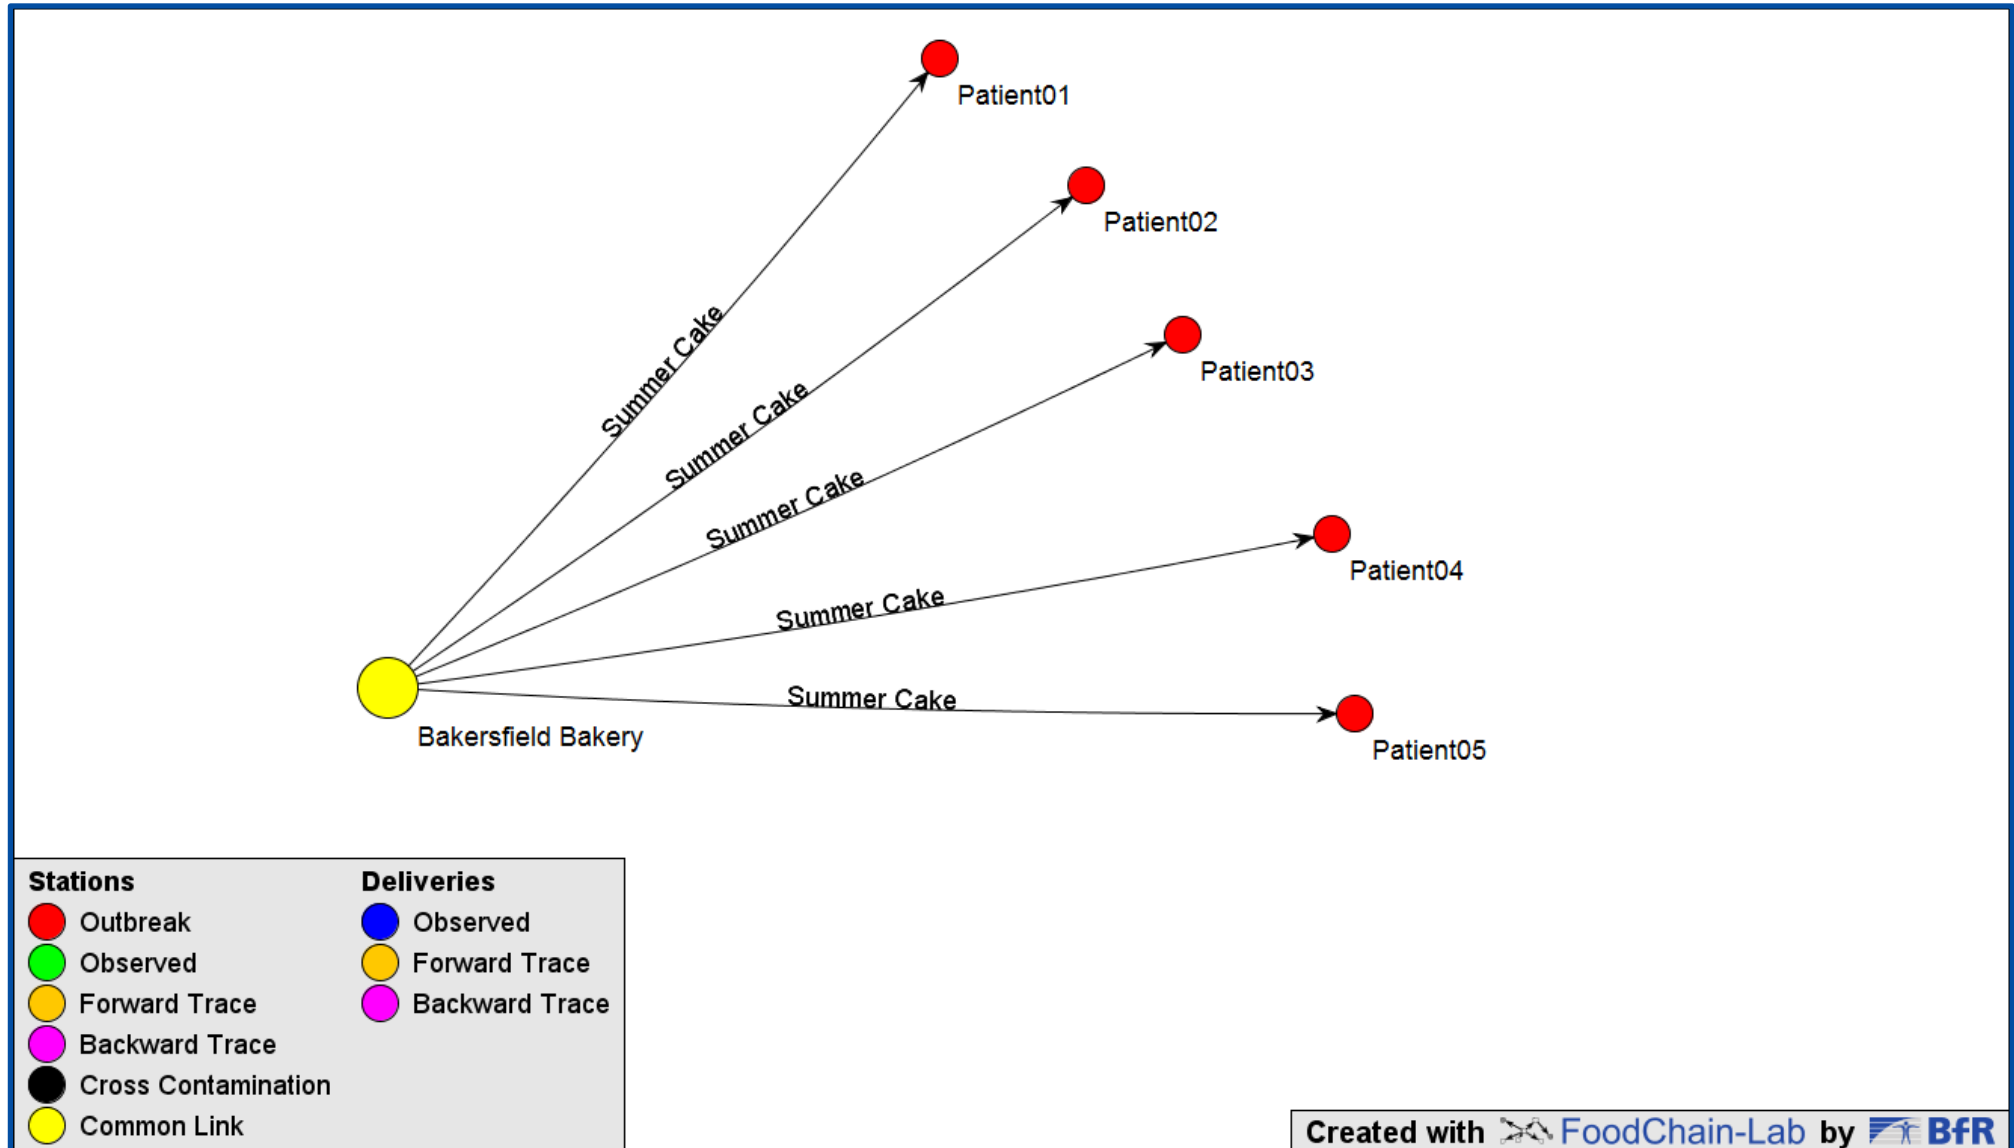 Patient01
Patient02
Summer Cake
Patient03
Summer Cake
Summer Cake
Patient04
Summer Cake
Summer Cake
Bakersfield Bakery
Patient05
Stations
Outbreak
Observed
Forward Trace
Backward Trace
Cross Contamination
Common Link
Deliveries
Observed
Forward Trace
Backward Trace
Created with FoodChain-Lab by BfR